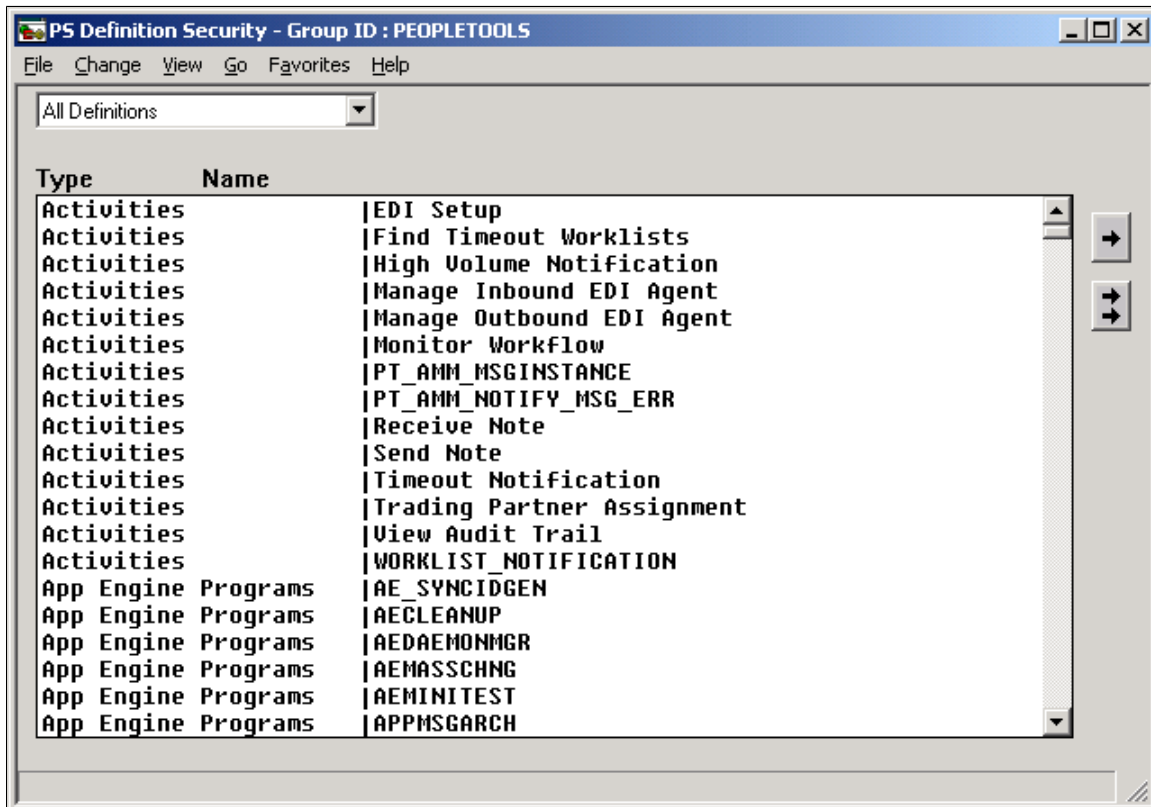 PS Definition Security - Group ID : PEOPLETOOLS
File Change View Go Favorites Help
All Definitions
Type Name
Activities |EDI Setup
Activities |Find Timeout Worklists
Activities |High Volume Notification
Activities |Manage Inbound EDI Agent
Activities |Manage Outbound EDI Agent
Activities |Monitor Workflow
Activities |PT_AMM_MSGINSTANCE
Activities |PT_AMM_NOTIFY_MSG_ERR
Activities |Receive Note
Activities |Send Note
Activities |Timeout Notification
Activities |Trading Partner Assignment
Activities |View Audit Trail
Activities |WORKLIST_NOTIFICATION
App Engine Programs |AE_SYNCIDGEN
App Engine Programs |AECLEANUP
App Engine Programs |AEDAEMONMGR
App Engine Programs |AEMASSCHNG
App Engine Programs |AEMINITEST
App Engine Programs |APPMSGARCH